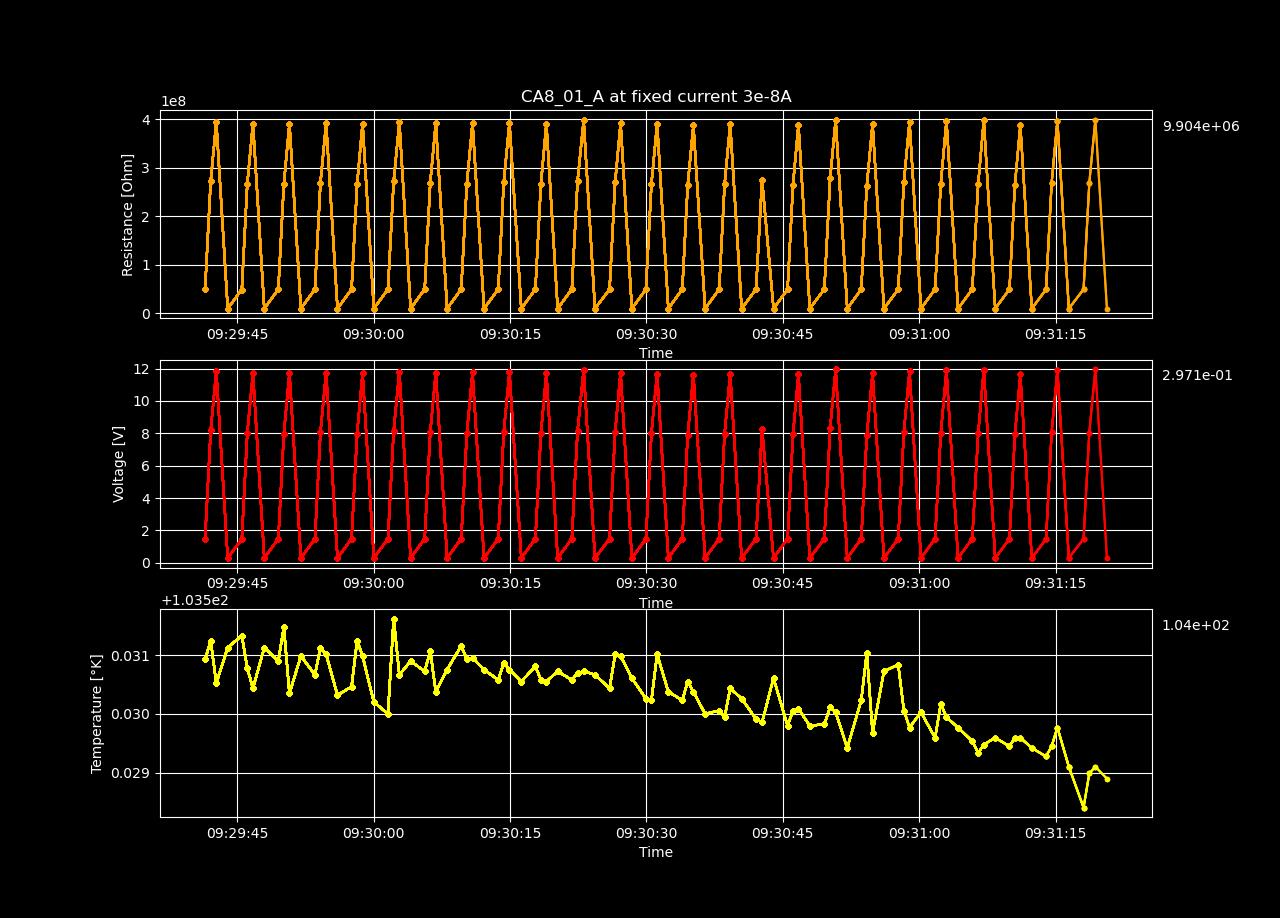 CA8_01_A at fixed current 3e-8A
1e8
9.904e+06
4
3
2
1
0
Resistance [Ohm]
09:29:45 09:30:00 09:30:15 09:30:30 09:30:45 09:31:00 09:31:15
Time
2.971e-01
12
10
8
6
4
2
0
Voltage [V]
09:29:45 09:30:00 09:30:15 09:30:30 09:30:45 09:31:00 09:31:15
Time
+1.035e2
1.04e+02
0.031
0.030
0.029
Temperature [°K]
09:29:45 09:30:00 09:30:15 09:30:30 09:30:45 09:31:00 09:31:15
Time